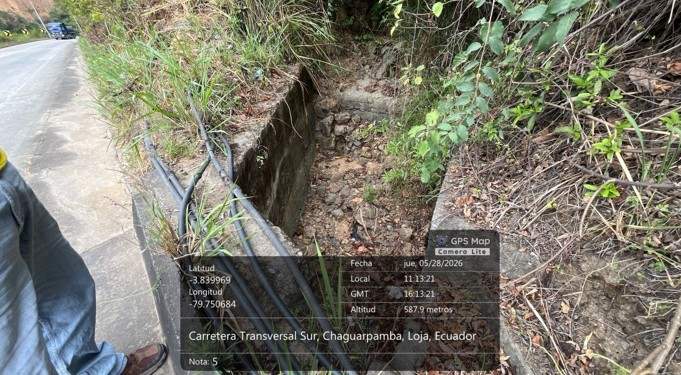 GPS Map
Camera Lite
Latitud
-3.839969
Longitud
-79.750684
Fecha jue, 05/28/2026
Local 11:13:21
GMT 16:13:21
Altitud 587.9 metros
Carretera Transversal Sur, Chaguarpamba, Loja, Ecuador
Nota: 5